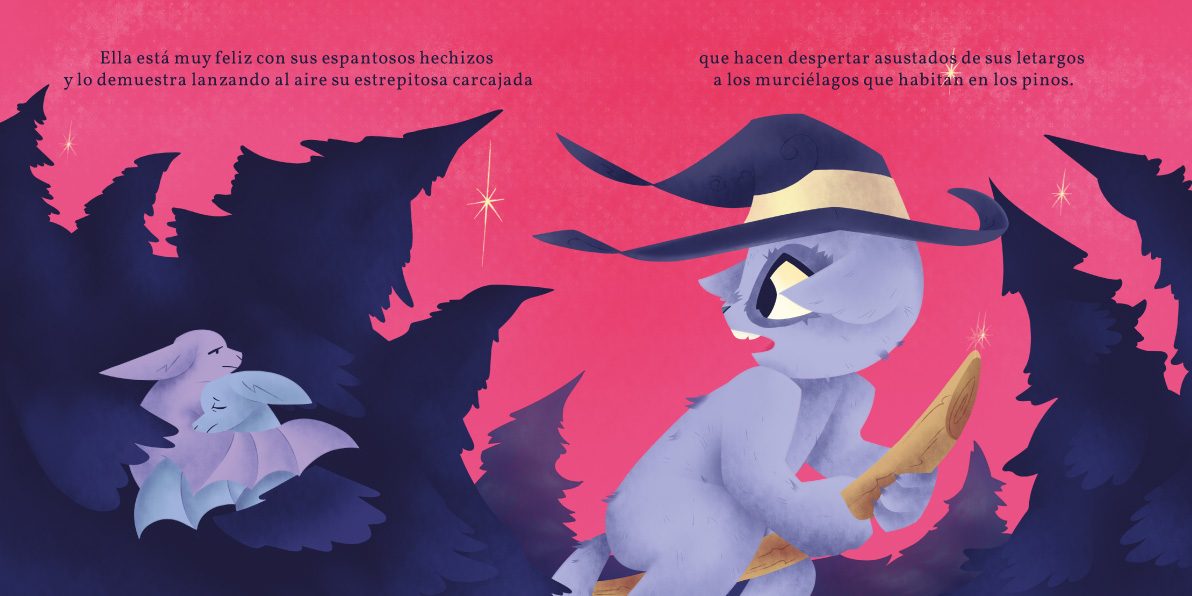 Ella está muy feliz con sus espantosos hechizos
y lo demuestra lanzando al aire su estrepitosa carcajada
que hacen despertar asustados de sus letargos
a los murciélagos que habitan en los pinos.